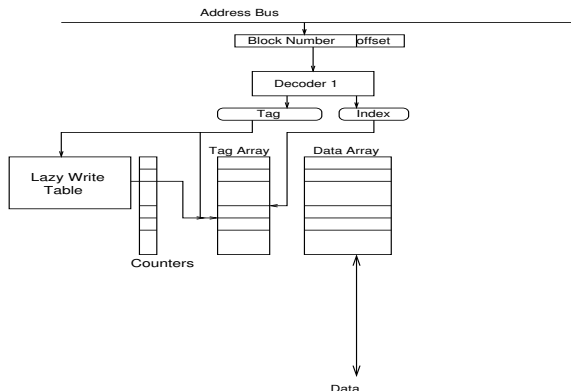 Address Bus
Block Number offset
Decoder 1
Tag Index
Tag Array Data Array
Lazy Write
Table
Counters
Data